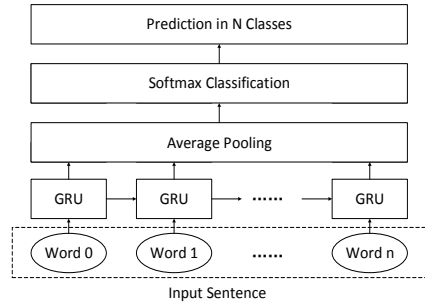 Prediction in N Classes
Softmax Classification
Average Pooling
GRU GRU ...... GRU
Word 0 Word 1 ...... Word n
Input Sentence